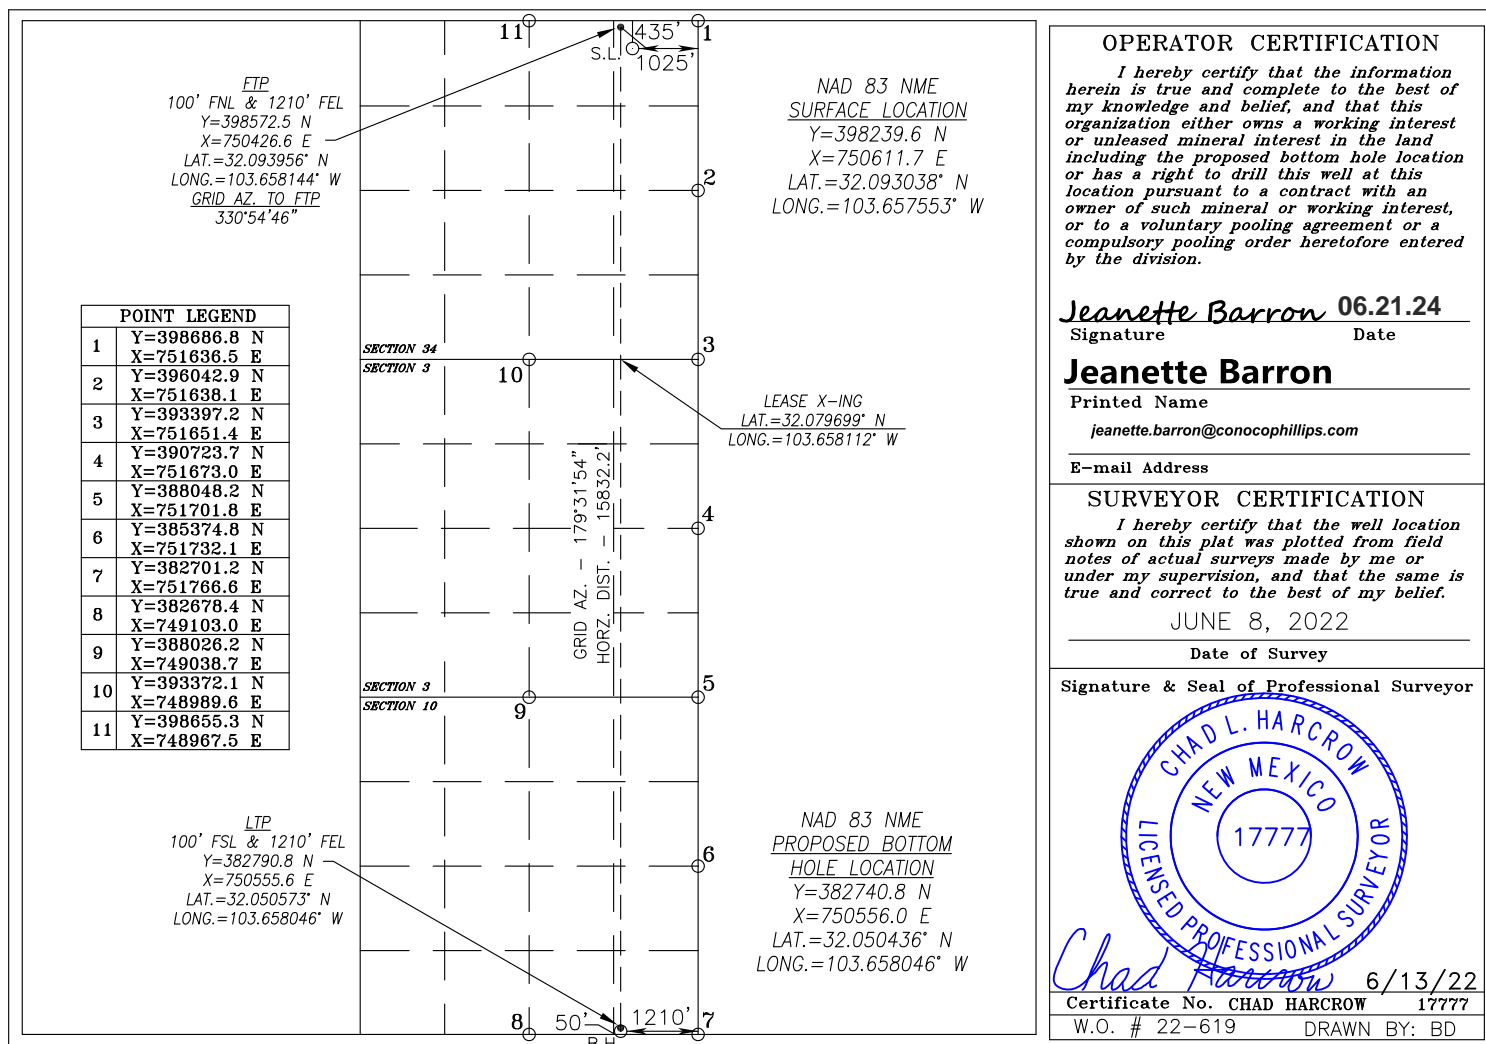 11
1
435'
S.L.
1025'
FTP
100' FNL & 1210' FEL
Y=398572.5 N
X=750426.6 E
LAT.=32.093956° N
LONG.=103.658144° W
GRID AZ. TO FTP
330°54'46"
NAD 83 NME
SURFACE LOCATION
Y=398239.6 N
X=750611.7 E
LAT.=32.093038° N
LONG.=103.657553° W
2
POINT LEGEND
1 Y=398686.8 N
X=751636.5 E
2 Y=396042.9 N
X=751638.1 E
3 Y=393397.2 N
X=751651.4 E
4 Y=390723.7 N
X=751673.0 E
5 Y=388048.2 N
X=751701.8 E
6 Y=385374.8 N
X=751732.1 E
7 Y=382701.2 N
X=751766.6 E
8 Y=382678.4 N
X=749103.0 E
9 Y=388026.2 N
X=749038.7 E
10 Y=393372.1 N
X=748989.6 E
11 Y=398655.3 N
X=748967.5 E
SECTION 34
SECTION 3
10
3
LEASE X-ING
LAT.=32.079699° N
LONG.=103.658112° W
GRID AZ. - 179°31'54"
HORZ. DIST. - 15832.2'
4
SECTION 3
SECTION 10
9
5
LTP
100' FSL & 1210' FEL
Y=382790.8 N
X=750555.6 E
LAT.=32.050573° N
LONG.=103.658046° W
NAD 83 NME
PROPOSED BOTTOM
HOLE LOCATION
Y=382740.8 N
X=750556.0 E
LAT.=32.050436° N
LONG.=103.658046° W
6
8
50'
1210'
7
B.H.
OPERATOR CERTIFICATION
I hereby certify that the information
herein is true and complete to the best of
my knowledge and belief, and that this
organization either owns a working interest
or unleased mineral interest in the land
including the proposed bottom hole location
or has a right to drill this well at this
location pursuant to a contract with an
owner of such mineral or working interest,
or to a voluntary pooling agreement or a
compulsory pooling order heretofore entered
by the division.
Jeanette Barron 06.21.24
Signature Date
Jeanette Barron
Printed Name
jeanette.barron@conocophillips.com
E-mail Address
SURVEYOR CERTIFICATION
I hereby certify that the well location
shown on this plat was plotted from field
notes of actual surveys made by me or
under my supervision, and that the same is
true and correct to the best of my belief.
JUNE 8, 2022
Date of Survey
Signature & Seal of Professional Surveyor
CHAD L. HARCROW
NEW MEXICO
17777
LICENSED PROFESSIONAL SURVEYOR
Chad Harcrow 6/13/22
Certificate No. CHAD HARCROW 17777
W.O. # 22-619 DRAWN BY: BD